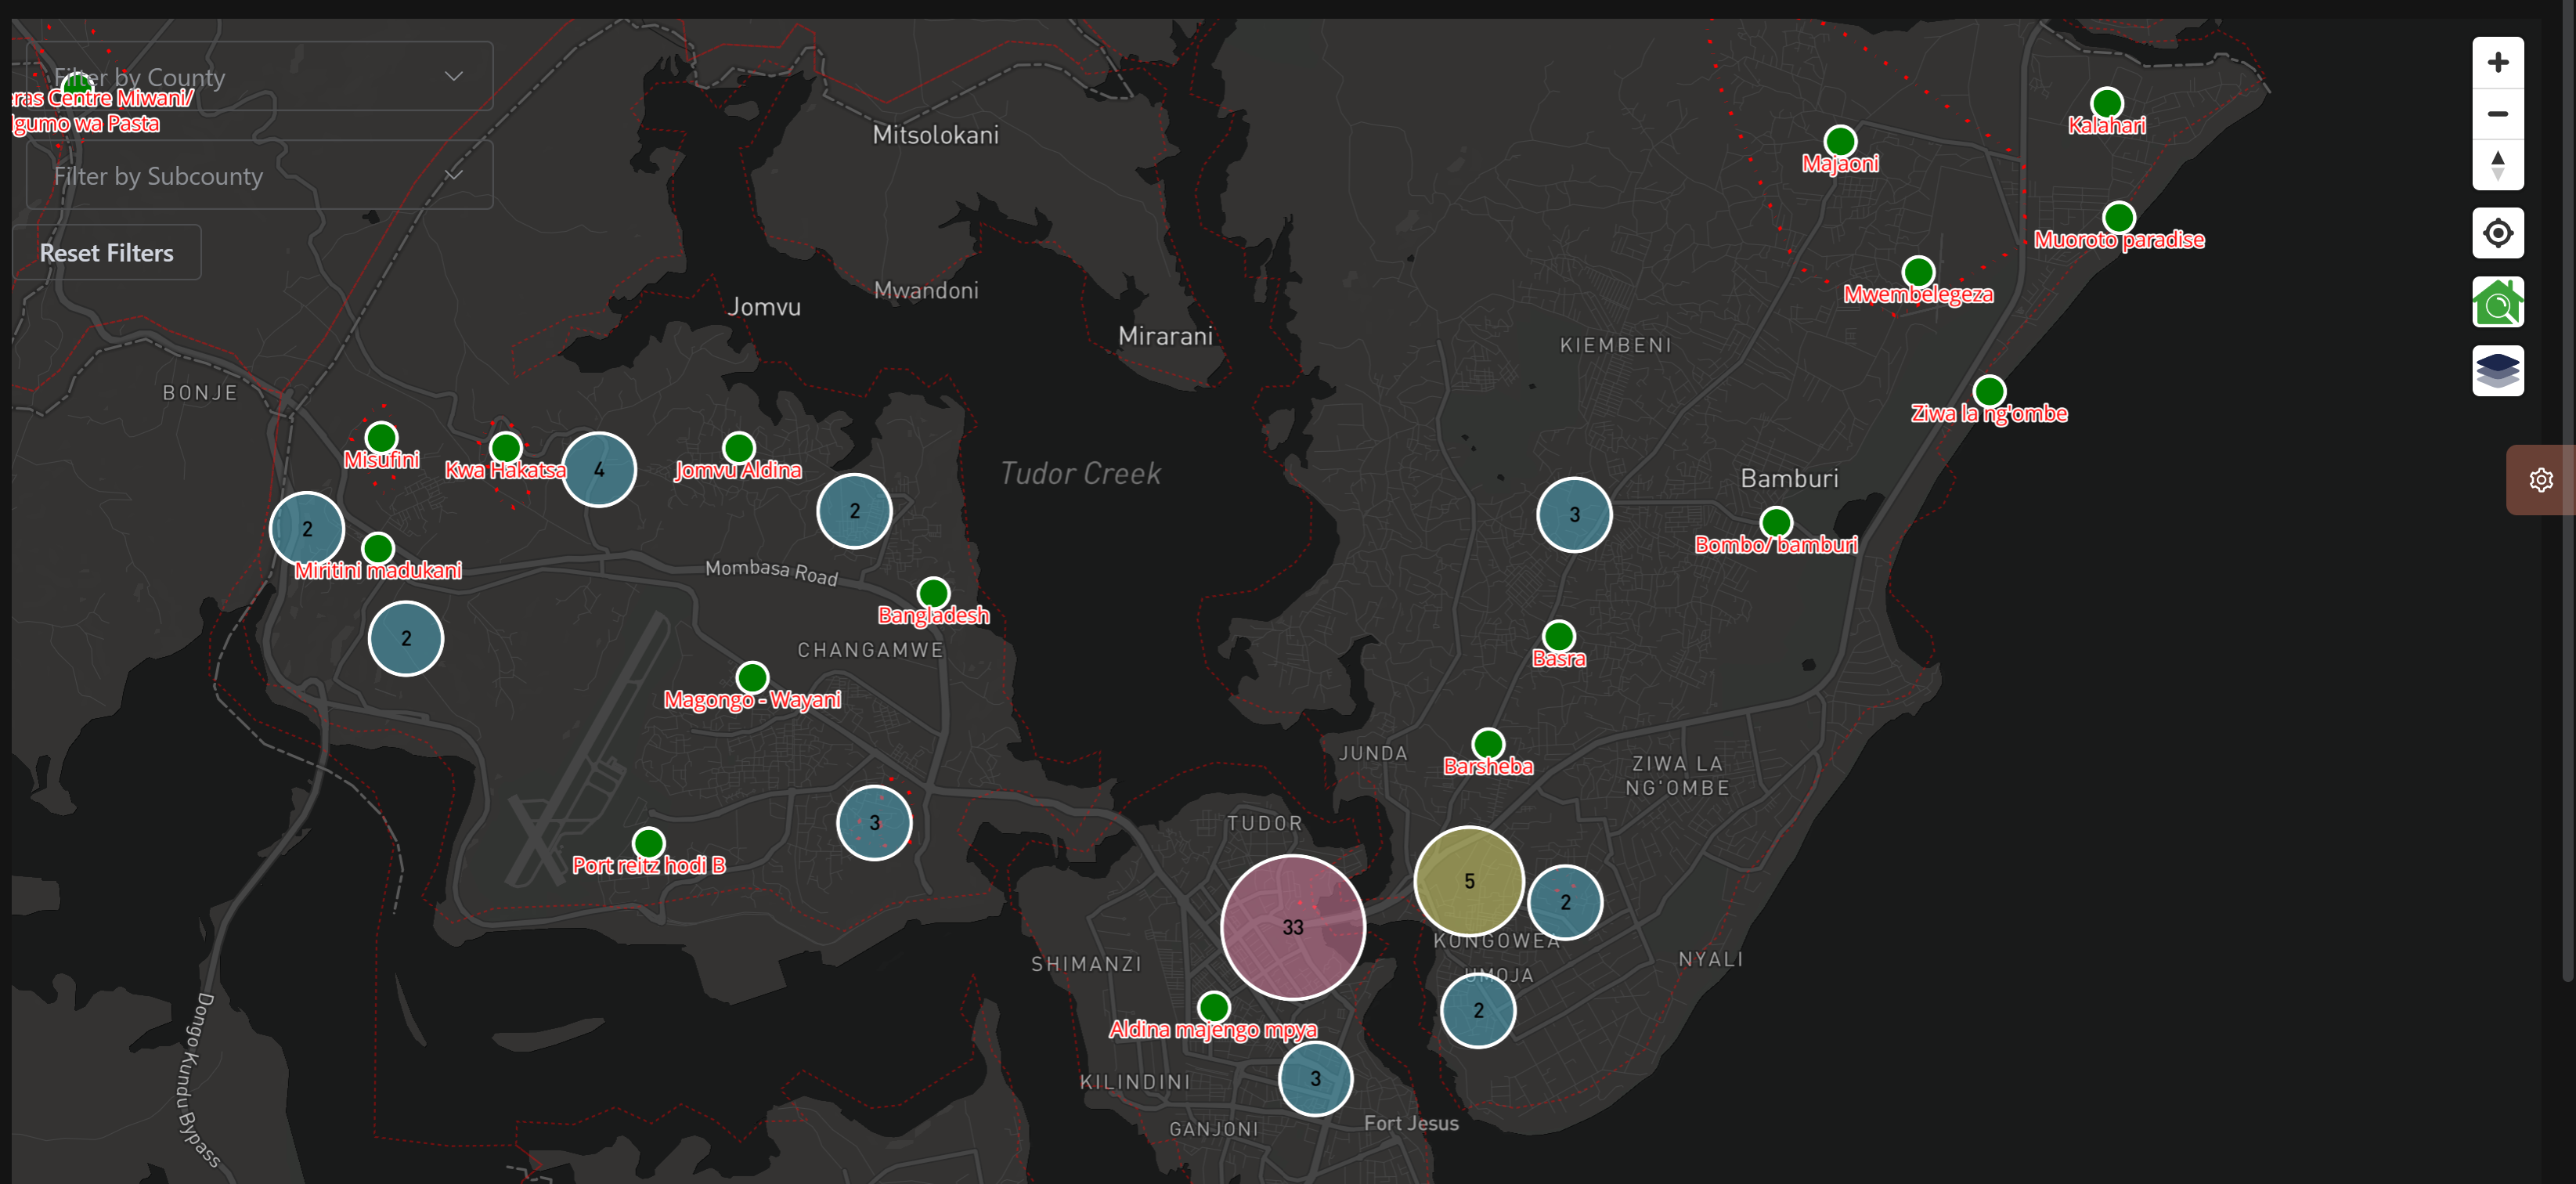 Filter by County
eras Centre Miwani/
gumo wa Pasta
Filter by Subcounty
Reset Filters
Mitsolokani
Majaoni
Kalahari
Muoroto paradise
Mwembelegeza
Jomvu
Mwandoni
Mirarani
KIEMBENI
BONJE
Ziwa la ng'ombe
Misufini
Kwa Hakatsa
4
Jomvu Aldina
Tudor Creek
Bamburi
2
2
3
Bombo/ bamburi
Miritini madukani
Mombasa Road
Bangladesh
2
CHANGAMWE
Basra
Magongo - Wayani
JUNDA
Barsheba
ZIWA LA
NG'OMBE
3
TUDOR
Port reitz hodi B
5
2
33
KONGOWEA
SHIMANZI
NYALI
UMOJA
2
Aldina majengo mpya
Dongo Kundu Bypass
KILINDINI
3
GANJONI
Fort Jesus